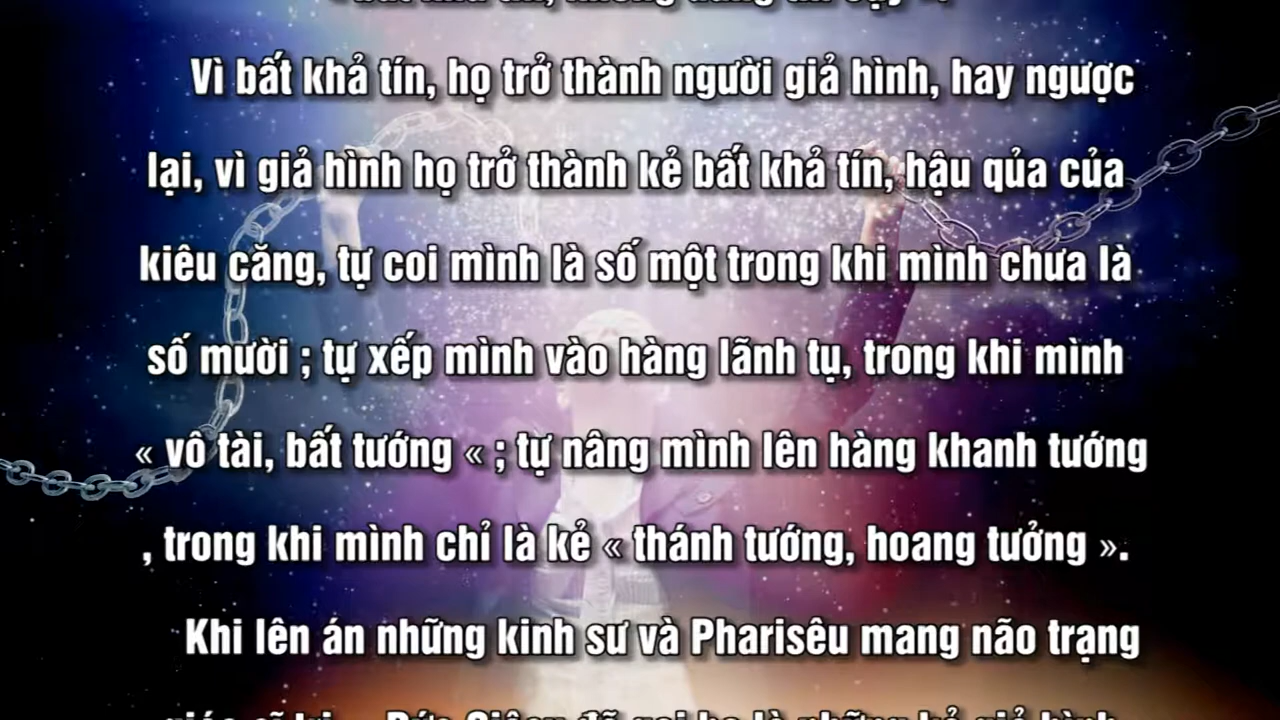 Vì bất khả tín, họ trở thành người giả hình, hay ngược
lại, vì giả hình họ trở thành kẻ bất khả tín, hậu qủa của
kiêu căng, tự coi mình là số một trong khi mình chưa là
số mười ; tự xếp mình vào hàng lãnh tụ, trong khi mình
« vô tài, bất tướng « ; tự nâng mình lên hàng khanh tướng
, trong khi mình chỉ là kẻ « thánh tướng, hoang tưởng ».
Khi lên án những kinh sư và Pharisêu mang não trạng